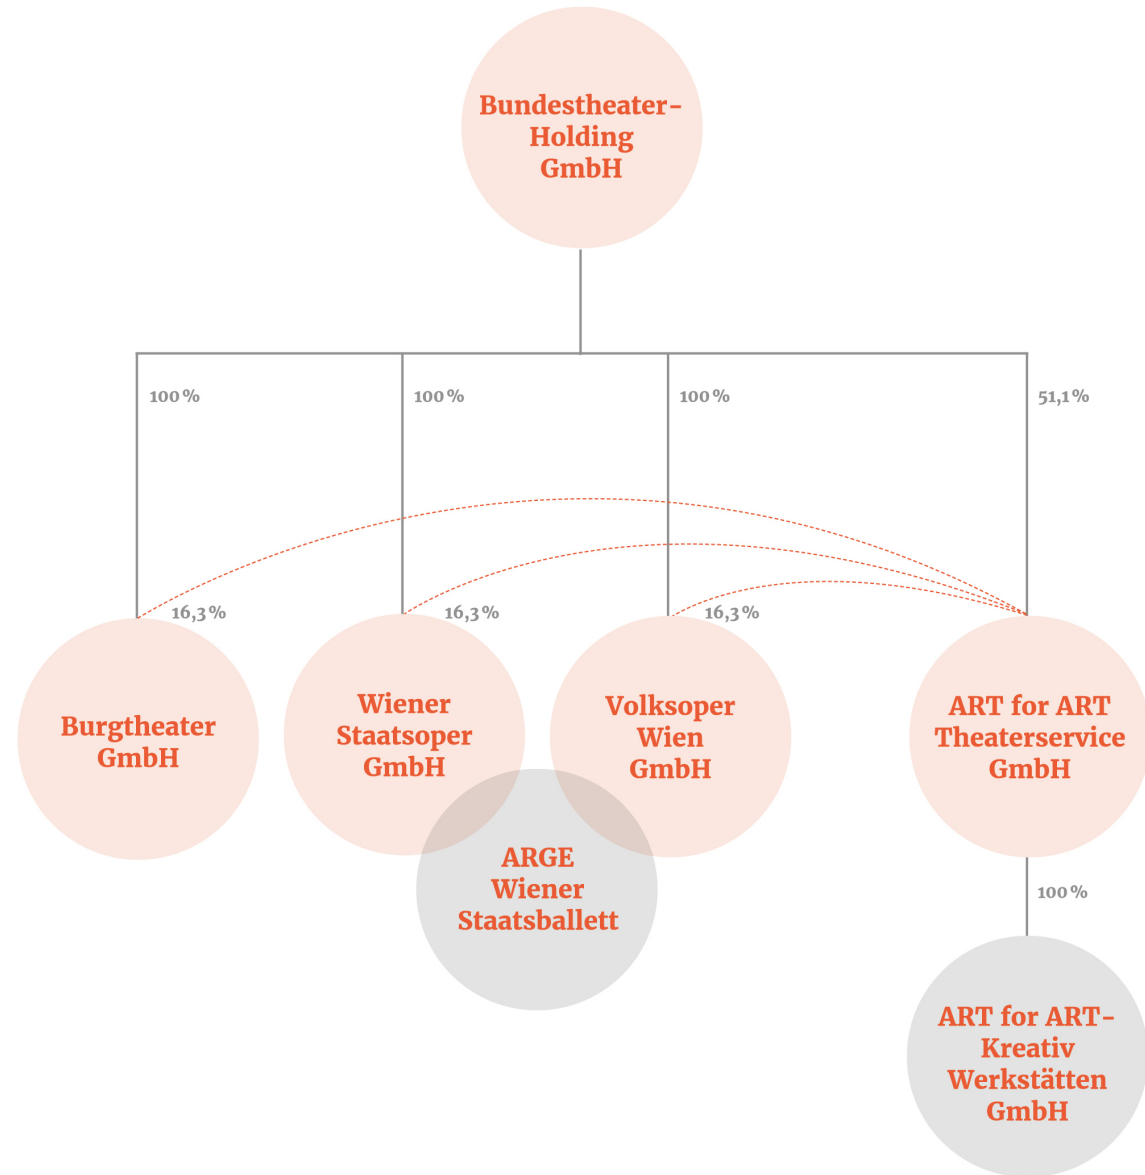 Bundestheater-
Holding
GmbH
100 %
100 %
100 %
51,1 %
16,3 %
16,3 %
16,3 %
Burgtheater
GmbH
Wiener
Staatsoper
GmbH
Volksoper
Wien
GmbH
ART for ART
Theaterservice
GmbH
ARGE
Wiener
Staatsballett
100 %
ART for ART-
Kreativ
Werkstätten
GmbH